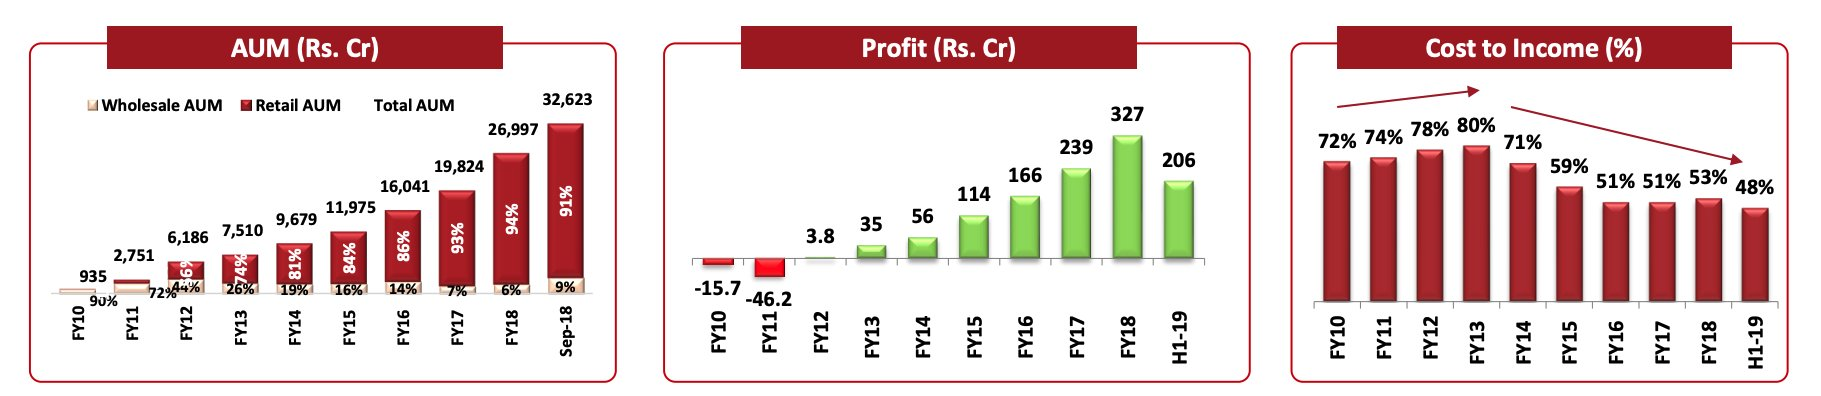 AUM (Rs. Cr)
Wholesale AUM Retail AUM Total AUM
935 2,751 6,186 7,510 9,679 11,975 16,041 19,824 26,997 32,623
74% 81% 84% 86% 93% 94% 91%
90% 72% 44% 26% 19% 16% 14% 7% 6% 9%
FY10 FY11 FY12 FY13 FY14 FY15 FY16 FY17 FY18 Sep-18
Profit (Rs. Cr)
-15.7 -46.2 3.8 35 56 114 166 239 327 206
FY10 FY11 FY12 FY13 FY14 FY15 FY16 FY17 FY18 H1-19
Cost to Income (%)
72% 74% 78% 80% 71% 59% 51% 51% 53% 48%
FY10 FY11 FY12 FY13 FY14 FY15 FY16 FY17 FY18 H1-19